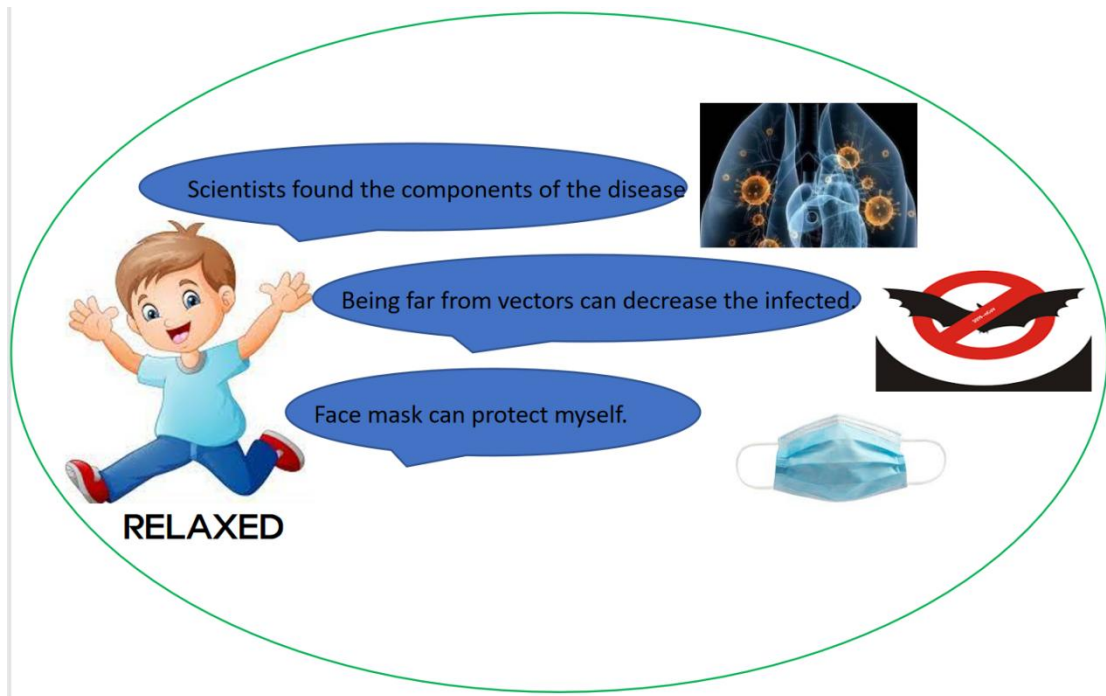 Scientists found the components of the disease
Being far from vectors can decrease the infected.
Face mask can protect myself.
RELAXED